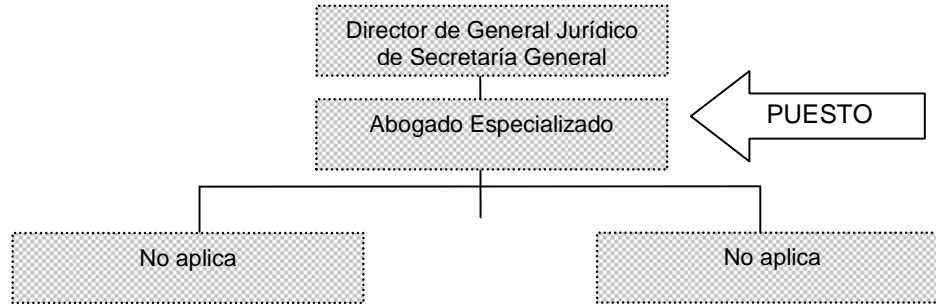 Director de General Jurídico
de Secretaría General
Abogado Especializado
PUESTO
No aplica
No aplica